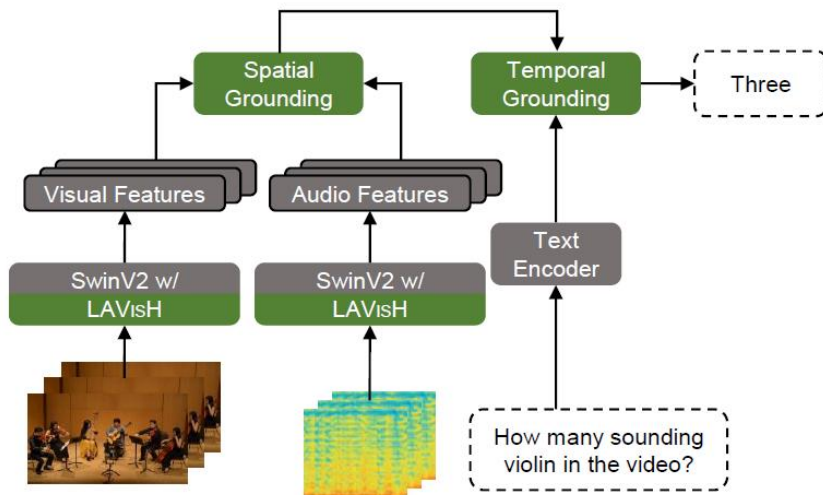 Spatial
Grounding
Temporal
Grounding
Three
Visual Features
Audio Features
Text
Encoder
SwinV2 w/
LAVISH
SwinV2 w/
LAVISH
How many sounding
violin in the video?